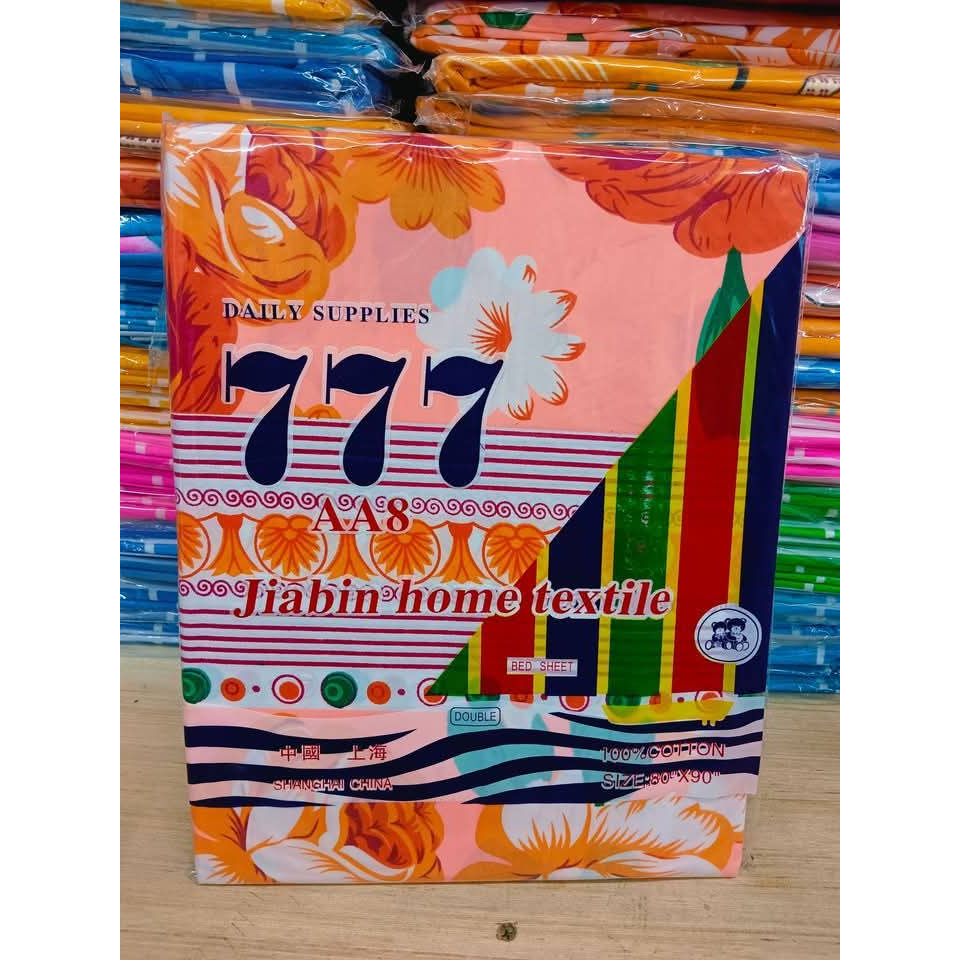 DAILY SUPPLIES
777
AA8
Jiabin home textile
BED SHEET
DOUBLE
中國 上海
SHANGHAI CHINA
100%COTTON
SIZE:80"X90"